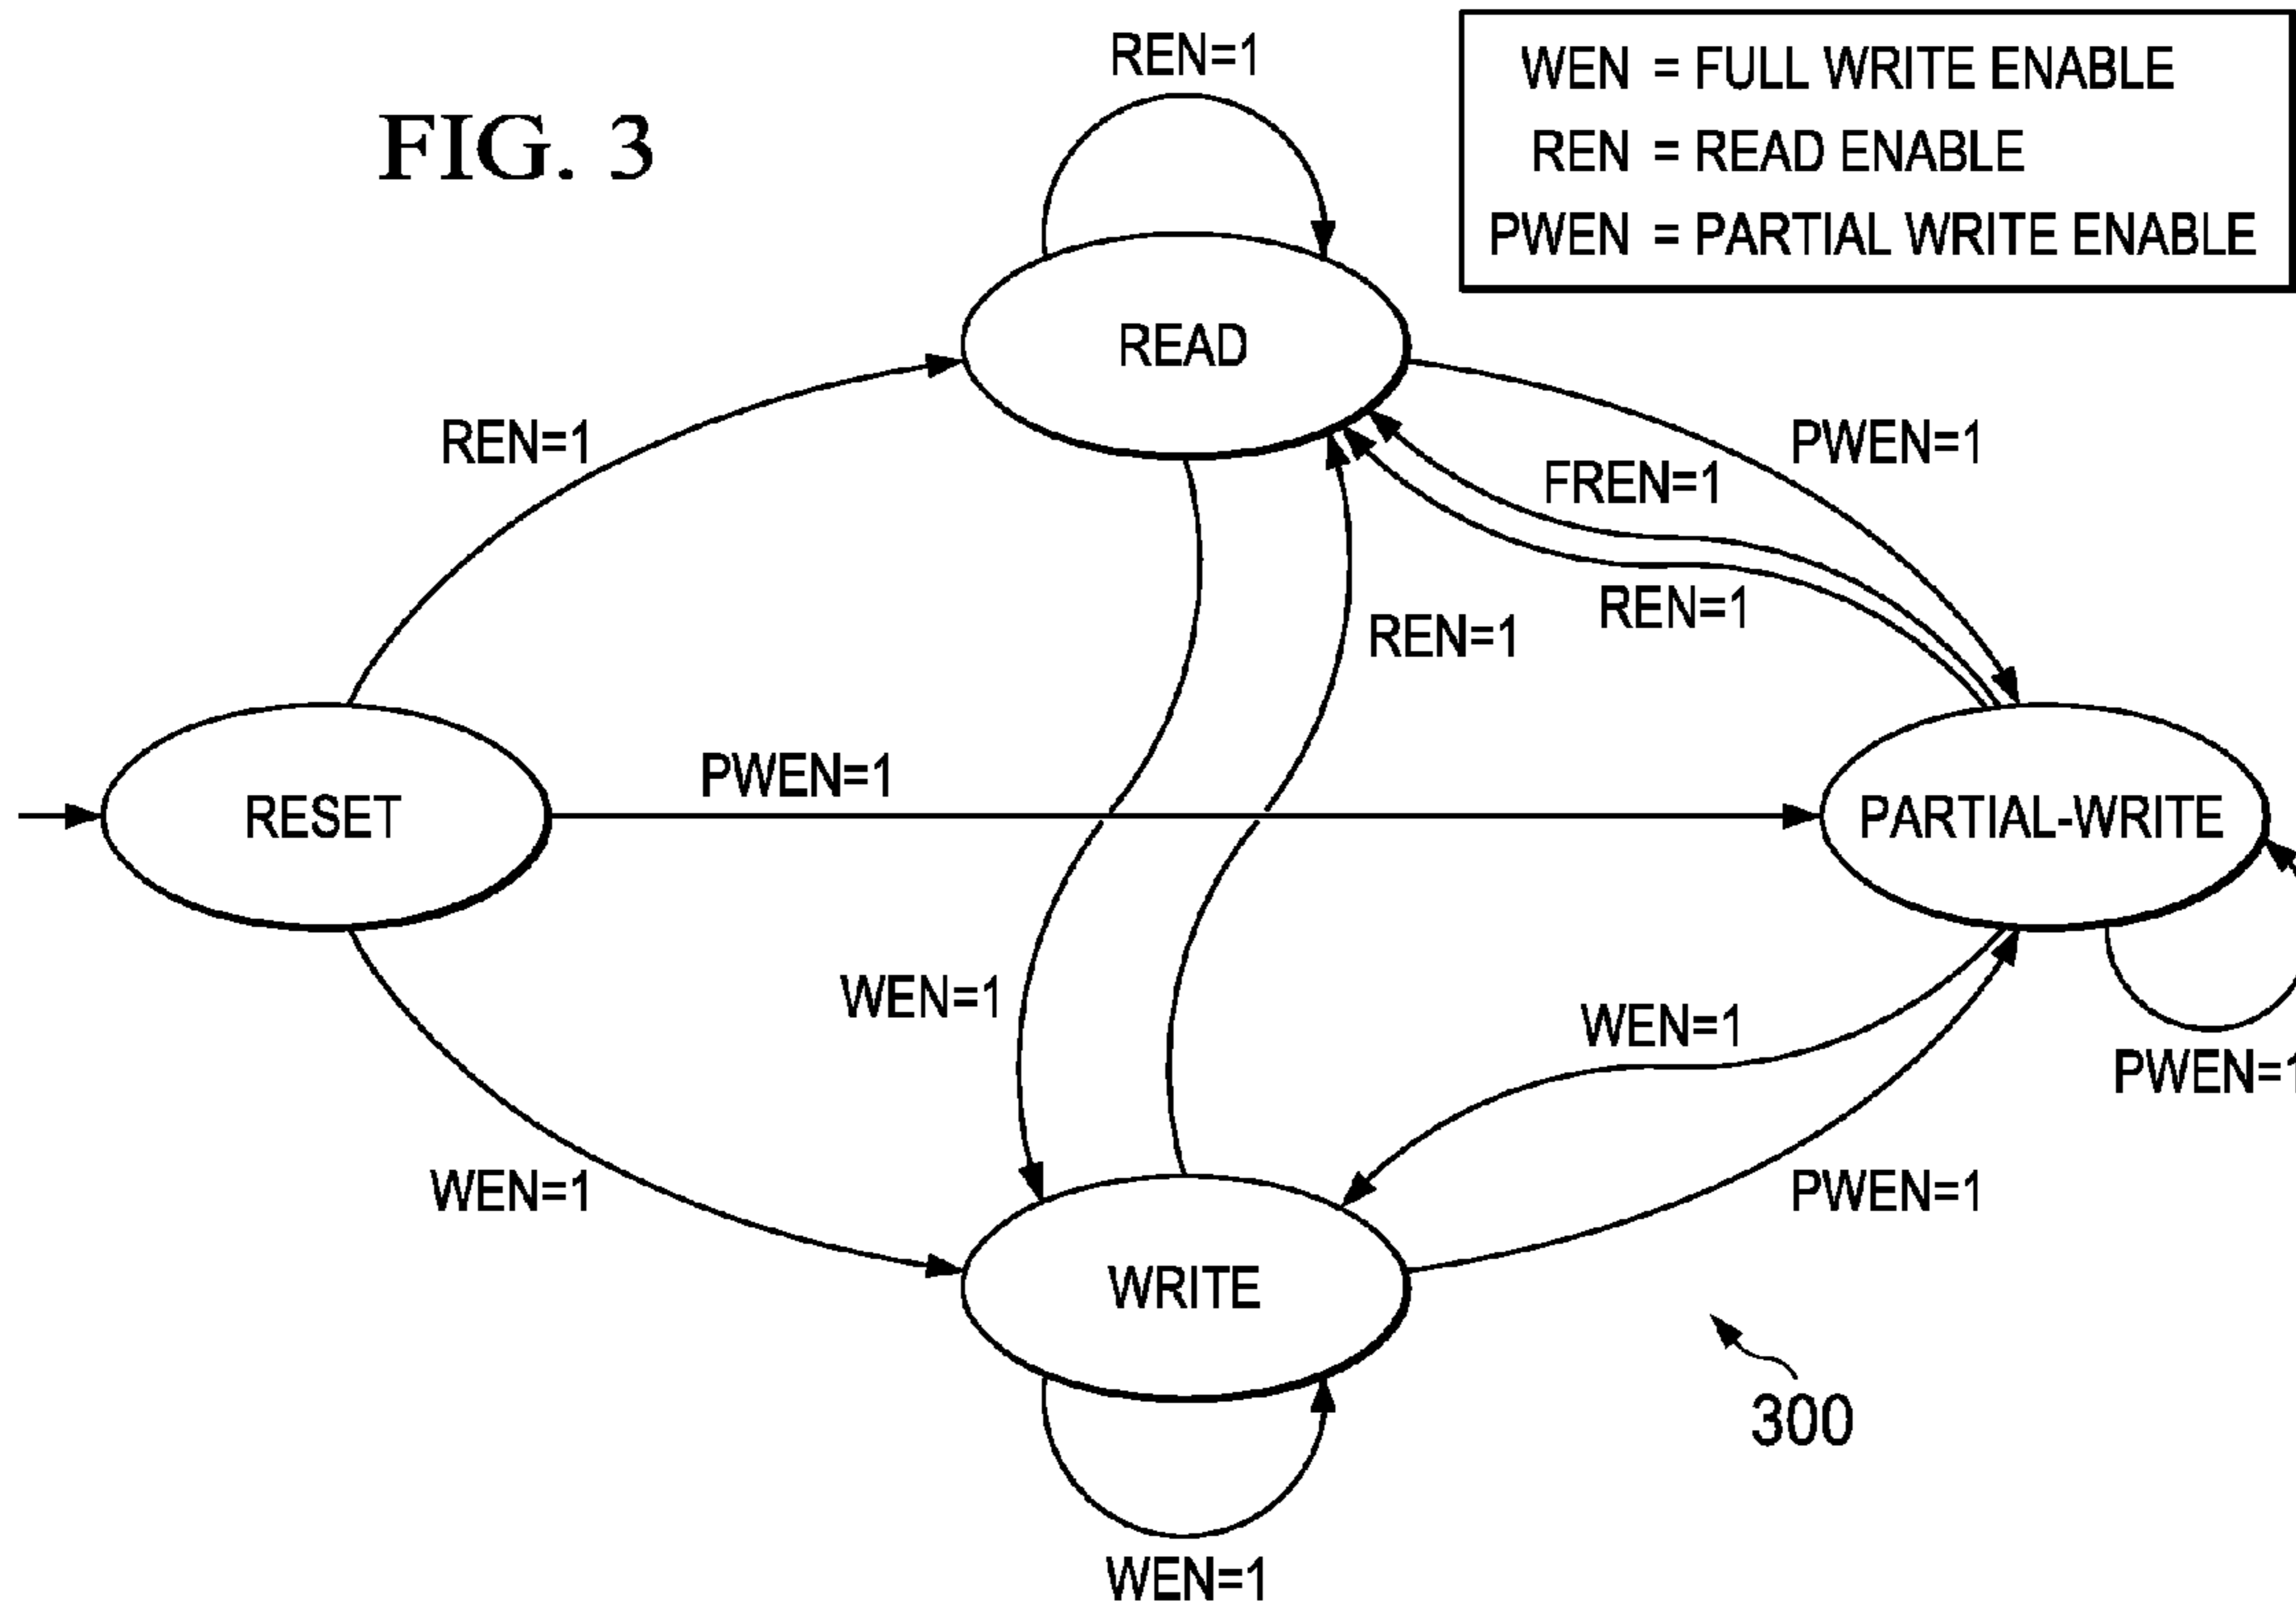 FIG. 3
WEN = FULL WRITE ENABLE
REN = READ ENABLE
PWEN = PARTIAL WRITE ENABLE
REN=1
READ
REN=1
PWEN=1
FREN=1
REN=1
REN=1
PWEN=1
RESET
PARTIAL-WRITE
WEN=1
WEN=1
PWEN=1
WEN=1
PWEN=1
WRITE
300
WEN=1